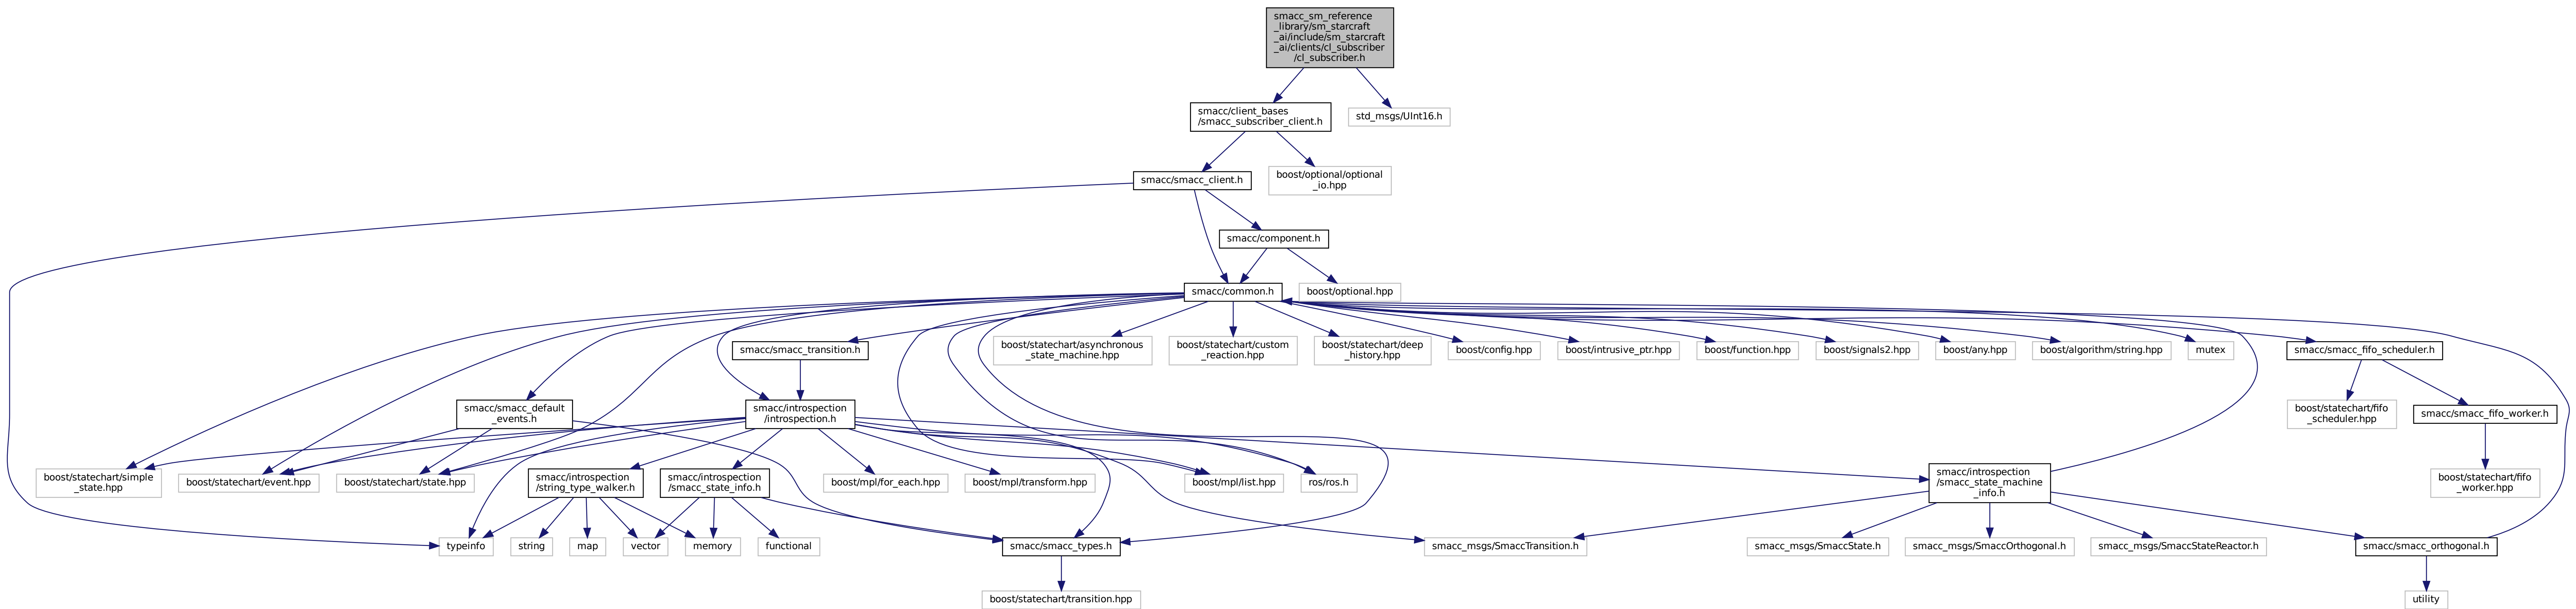 smacc_sm_reference
_library/sm_starcraft
_ai/include/sm_starcraft
_ai/clients/cl_subscriber
/cl_subscriber.h
smacc/client_bases
/smacc_subscriber_client.h
std_msgs/UInt16.h
smacc/smacc_client.h
boost/optional/optional
_io.hpp
smacc/component.h
smacc/common.h
boost/optional.hpp
smacc/smacc_transition.h
boost/statechart/asynchronous
_state_machine.hpp
boost/statechart/custom
_reaction.hpp
boost/statechart/deep
_history.hpp
boost/config.hpp
boost/intrusive_ptr.hpp
boost/function.hpp
boost/signals2.hpp
boost/any.hpp
boost/algorithm/string.hpp
mutex
smacc/smacc_fifo_scheduler.h
smacc/smacc_default
_events.h
smacc/introspection
/introspection.h
boost/statechart/fifo
_scheduler.hpp
smacc/smacc_fifo_worker.h
boost/statechart/simple
_state.hpp
boost/statechart/event.hpp
boost/statechart/state.hpp
smacc/introspection
/string_type_walker.h
smacc/introspection
/smacc_state_info.h
boost/mpl/for_each.hpp
boost/mpl/transform.hpp
boost/mpl/list.hpp
ros/ros.h
smacc/introspection
/smacc_state_machine
_info.h
boost/statechart/fifo
_worker.hpp
typeinfo
string
map
vector
memory
functional
smacc/smacc_types.h
smacc_msgs/SmaccTransition.h
smacc_msgs/SmaccState.h
smacc_msgs/SmaccOrthogonal.h
smacc_msgs/SmaccStateReactor.h
smacc/smacc_orthogonal.h
boost/statechart/transition.hpp
utility